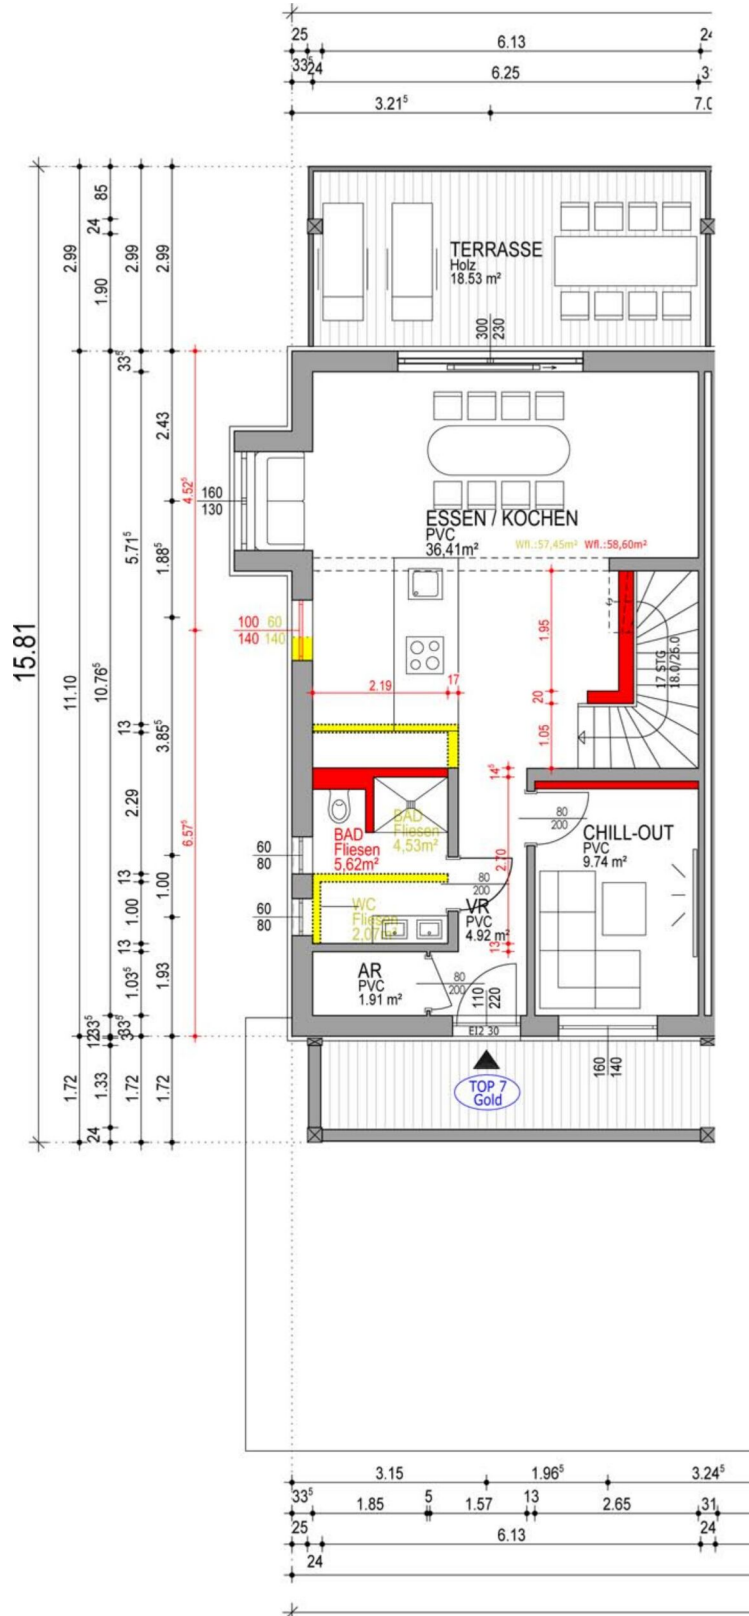 25
6.13
24
33⁵
24
6.25
3.21⁵
15.81
2.99
11.10
1.72
85
24
1.90
10.76⁵
12
33⁵
1.33
24
2.99
33⁵
5.71⁵
13
2.29
13
1.00
13
1.03⁵
33⁵
1.72
2.99
2.43
1.88⁵
3.85⁵
1.00
1.93
1.72
4.52⁵
6.57⁵
TERRASSE
Holz
18.53 m²
300
230
160
130
ESSEN / KOCHEN
PVC
36,41m²
Wfl.:57,45m² Wfl.:58,60m²
100 60
140 140
1.95
20
1.05
17 STG
18.0/26.0
2.19
17
14⁵
2.70
13
BAD
Fliesen
5,62m²
BAD
Fliesen
4,53m²
80
200
CHILL-OUT
PVC
9.74 m²
60
80
80
200
60
80
WC
Fliesen
2,07m²
VR
PVC
4.92 m²
AR
PVC
1.91 m²
80
200
110
220
EI2 30
160
140
TOP 7
Gold
3.15
1.96⁵
3.24⁵
33⁵
1.85
5
1.57
13
2.65
31
25
6.13
24
24